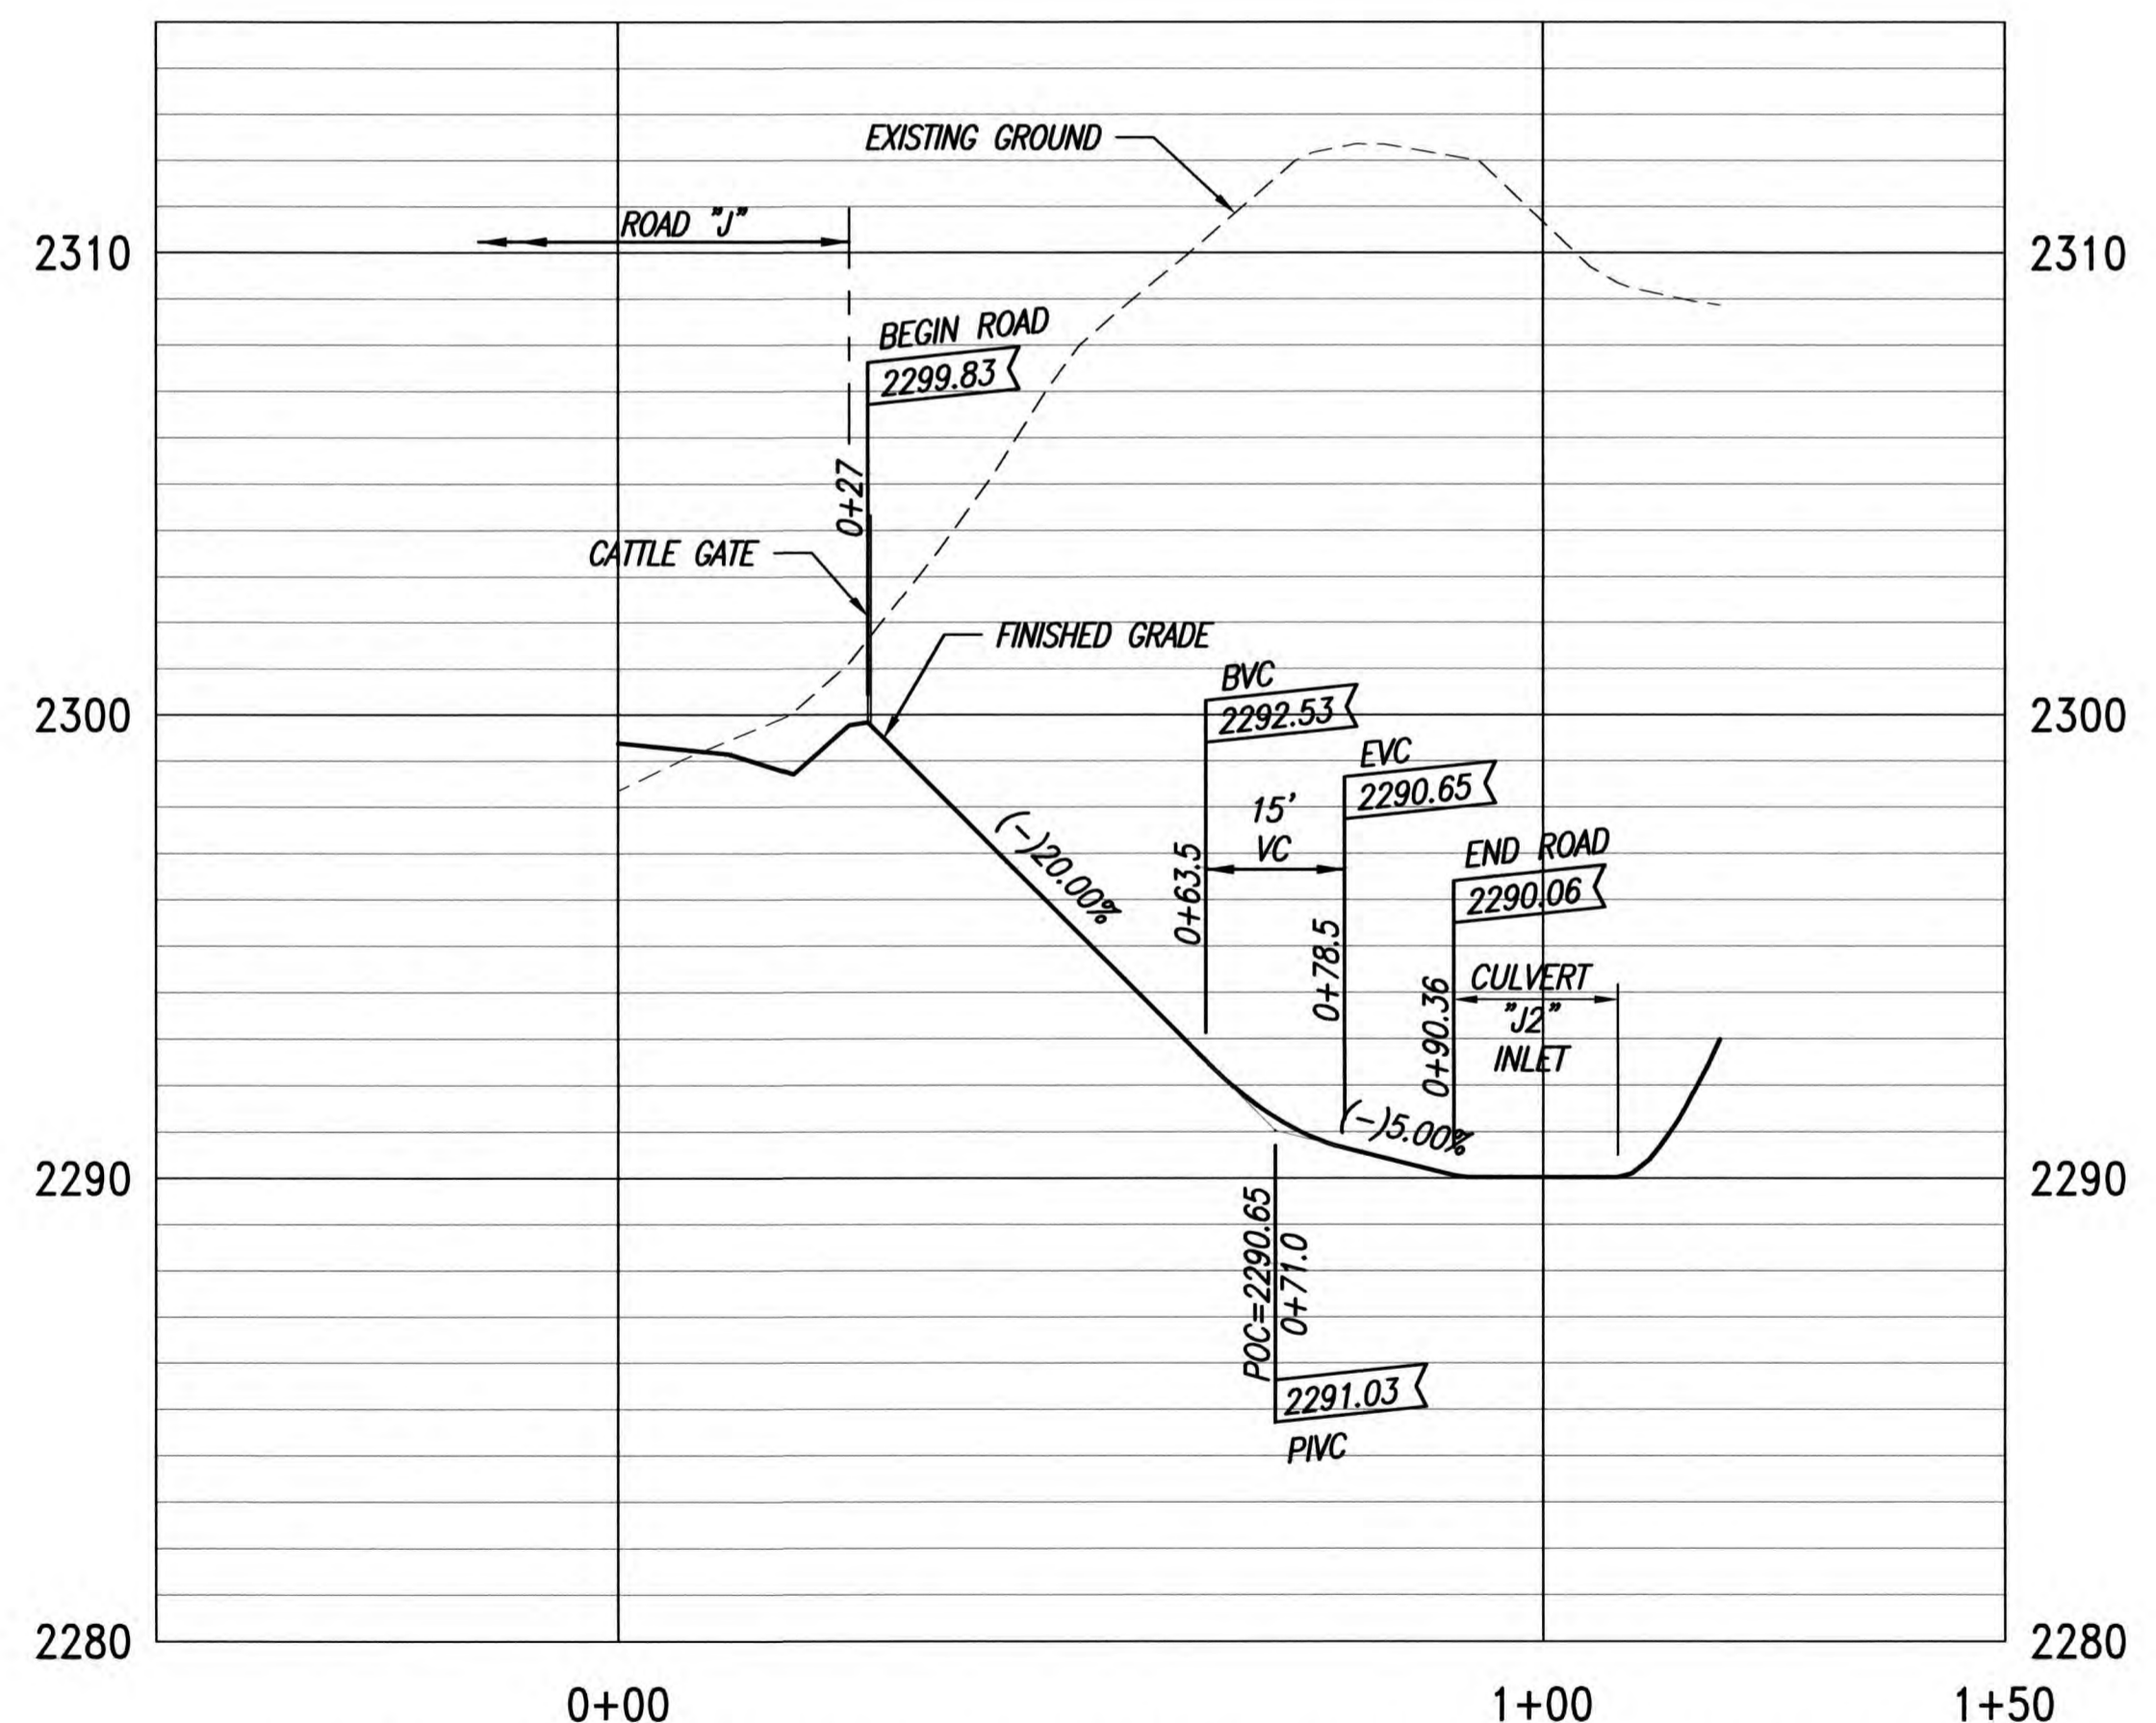 EXISTING GROUND
ROAD "J"
2310
2310
BEGIN ROAD
2299.83
0+27
CATTLE GATE
FINISHED GRADE
BVC
2292.53
2300
2300
EVC
2290.65
15'
VC
(-)20.00%
END ROAD
2290.06
0+63.5
0+78.5
0+90.36
CULVERT
"J2"
INLET
(-)5.00%
2290
2290
POC=2290.65
0+71.0
2291.03
PIVC
2280
2280
0+00
1+00
1+50